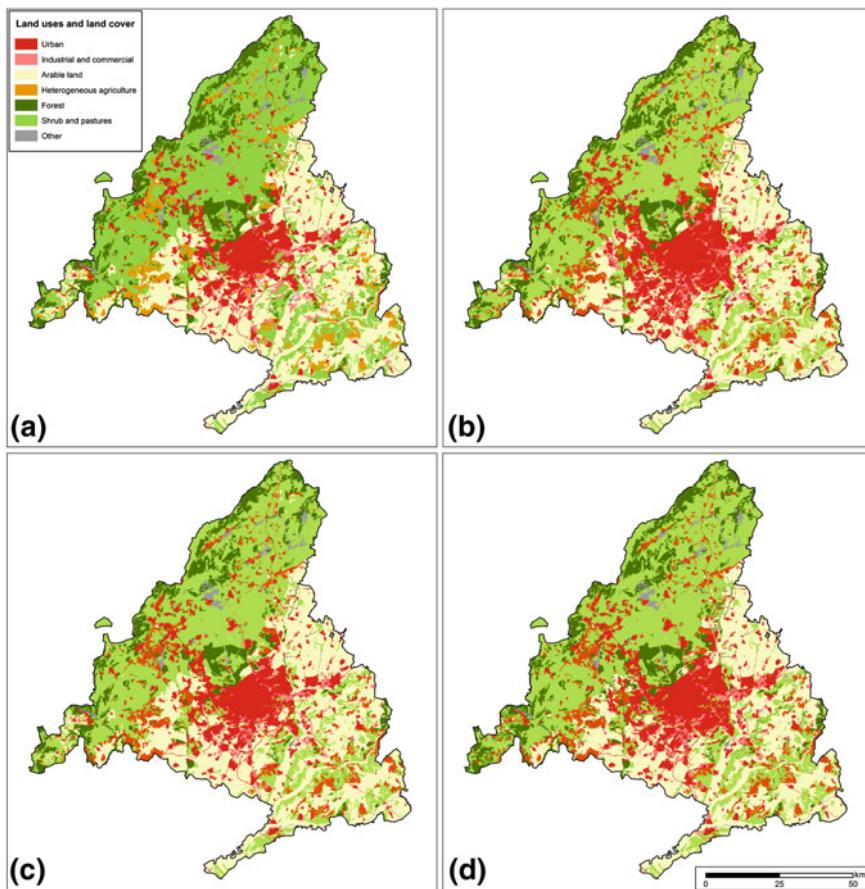 Land uses and land cover
Urban
Industrial and commercial
Arable land
Heterogeneous agriculture
Forest
Shrub and pastures
Other
(a)
(b)
(c)
(d)
km
0 25 50